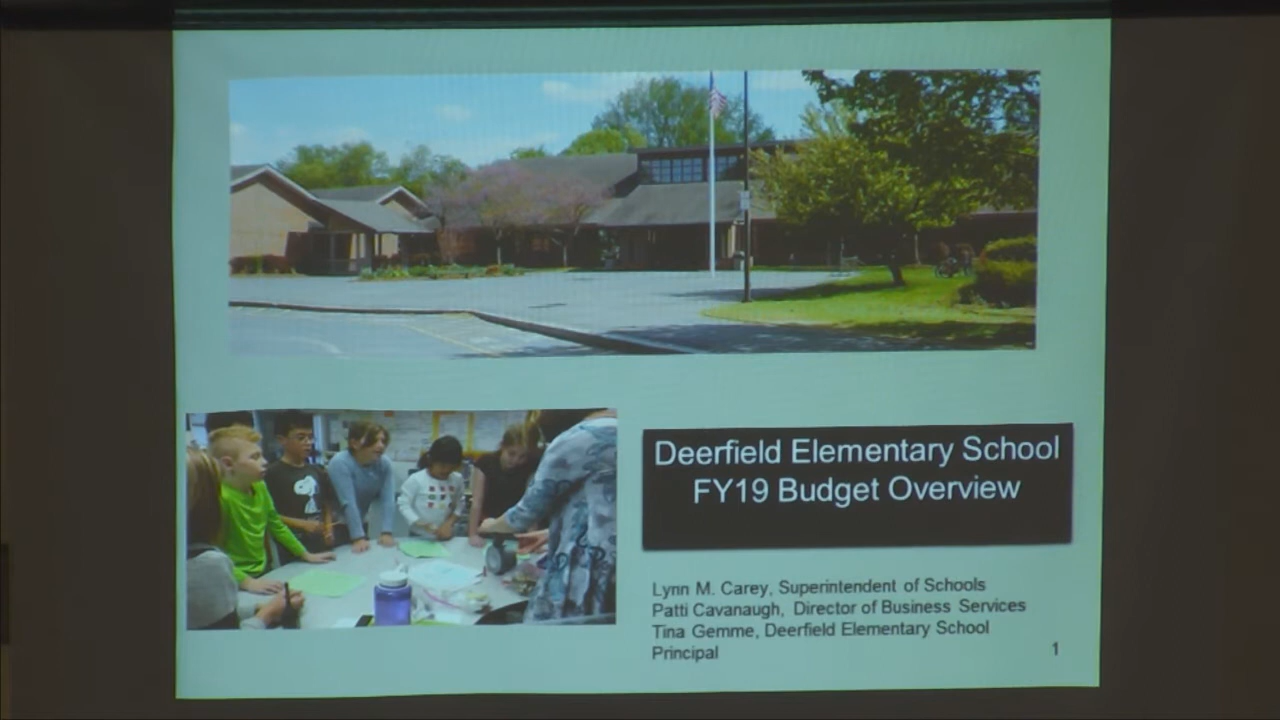 Deerfield Elementary School
FY19 Budget Overview
Lynn M. Carey, Superintendent of Schools
Patti Cavanaugh, Director of Business Services
Tina Gemme, Deerfield Elementary School
Principal
1